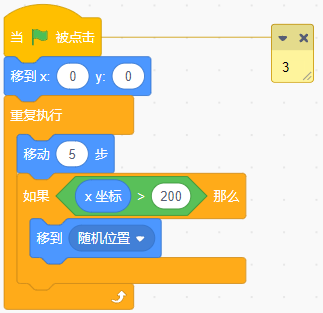 当 被点击
3
移到 x: 0 y: 0
重复执行
移动 5 步
如果 x 坐标 > 200 那么
移到 随机位置